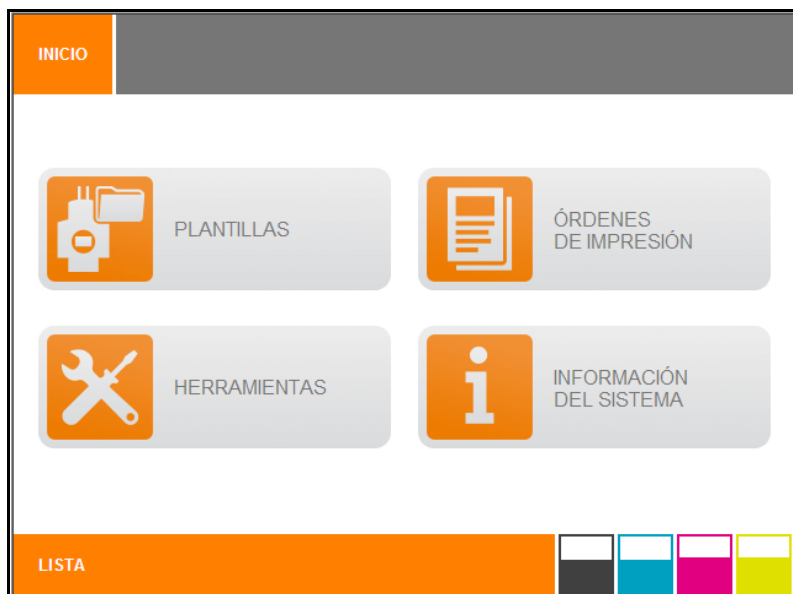 INICIO
PLANTILLAS
ÓRDENES
DE IMPRESIÓN
HERRAMIENTAS
INFORMACIÓN
DEL SISTEMA
LISTA